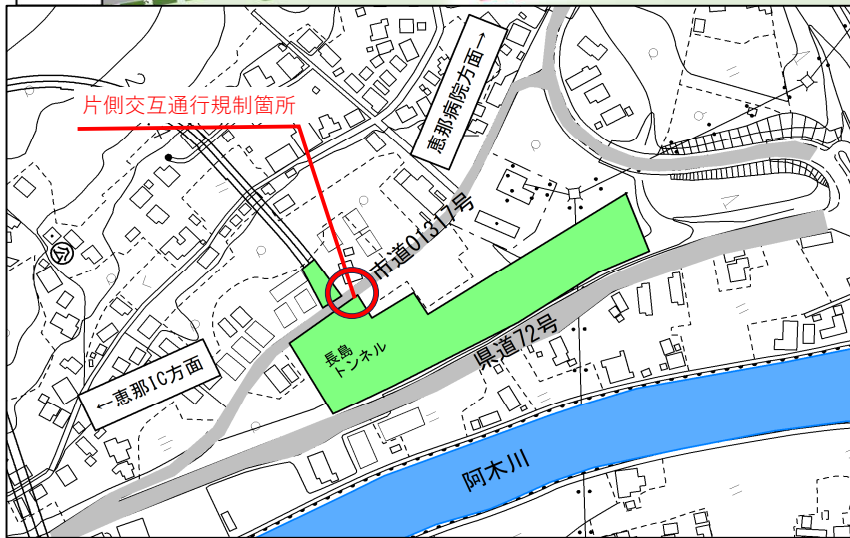 片側交互通行規制箇所
恵那病院方面→
市道01317号
長島
トンネル
県道72号
←恵那IC方面
阿木川